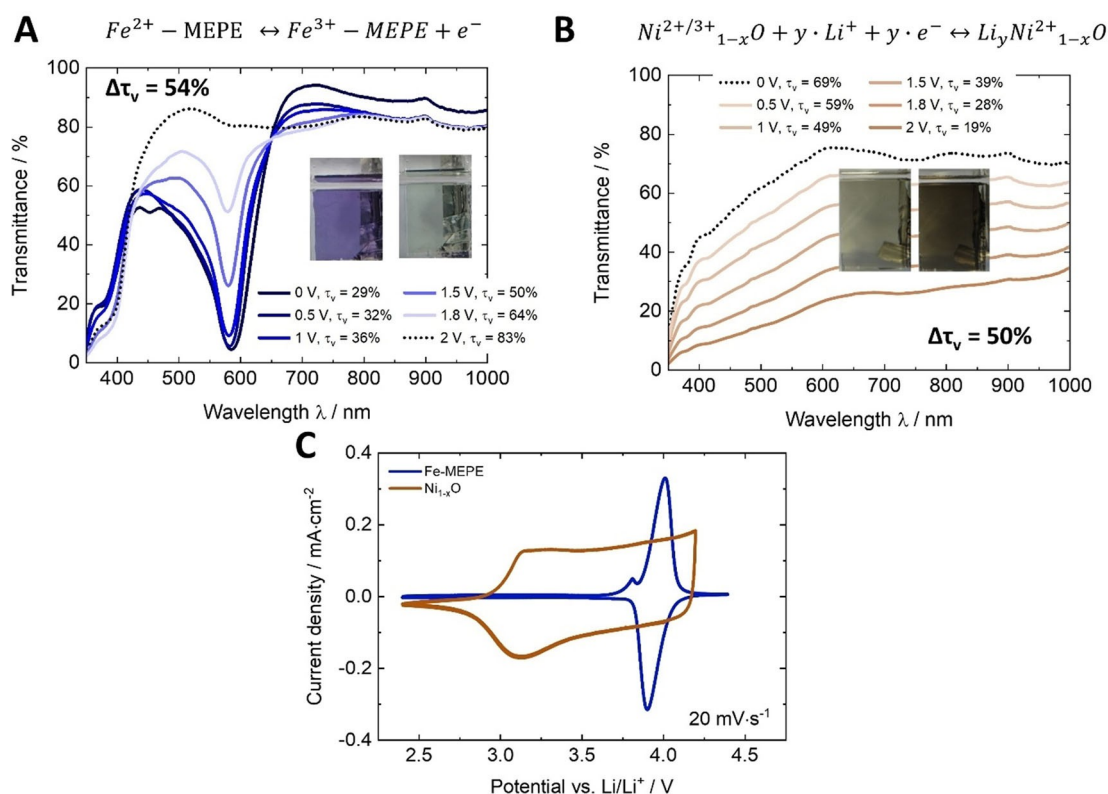 A
Fe²⁺ − MEPE ↔ Fe³⁺ − MEPE + e⁻
Δτᵥ = 54%
Transmittance / %
100
80
60
40
20
0
0 V, τᵥ = 29%
0.5 V, τᵥ = 32%
1 V, τᵥ = 36%
1.5 V, τᵥ = 50%
1.8 V, τᵥ = 64%
2 V, τᵥ = 83%
400 500 600 700 800 900 1000
Wavelength λ / nm
B
Ni²⁺/³⁺₁₋ₓO + y · Li⁺ + y · e⁻ ↔ LiᵧNi²⁺₁₋ₓO
Transmittance / %
100
80
60
40
20
0
0 V, τᵥ = 69%
0.5 V, τᵥ = 59%
1 V, τᵥ = 49%
1.5 V, τᵥ = 39%
1.8 V, τᵥ = 28%
2 V, τᵥ = 19%
Δτᵥ = 50%
400 500 600 700 800 900 1000
Wavelength λ / nm
C
Current density / mA·cm⁻²
0.4
0.2
0.0
-0.2
-0.4
Fe-MEPE
Ni₁₋ₓO
20 mV·s⁻¹
2.5 3.0 3.5 4.0 4.5
Potential vs. Li/Li⁺ / V